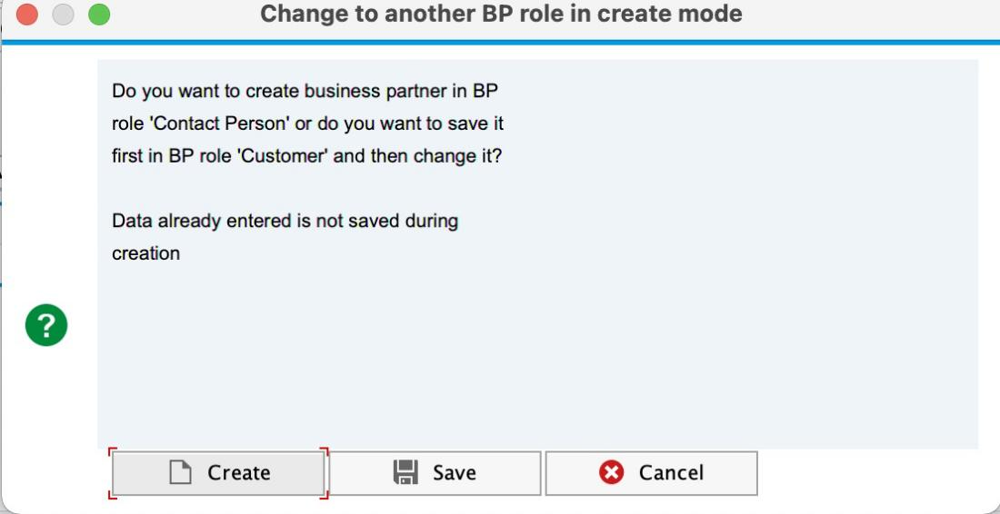 Change to another BP role in create mode
Do you want to create business partner in BP
role 'Contact Person' or do you want to save it
first in BP role 'Customer' and then change it?
Data already entered is not saved during
creation
?
Create
Save
Cancel